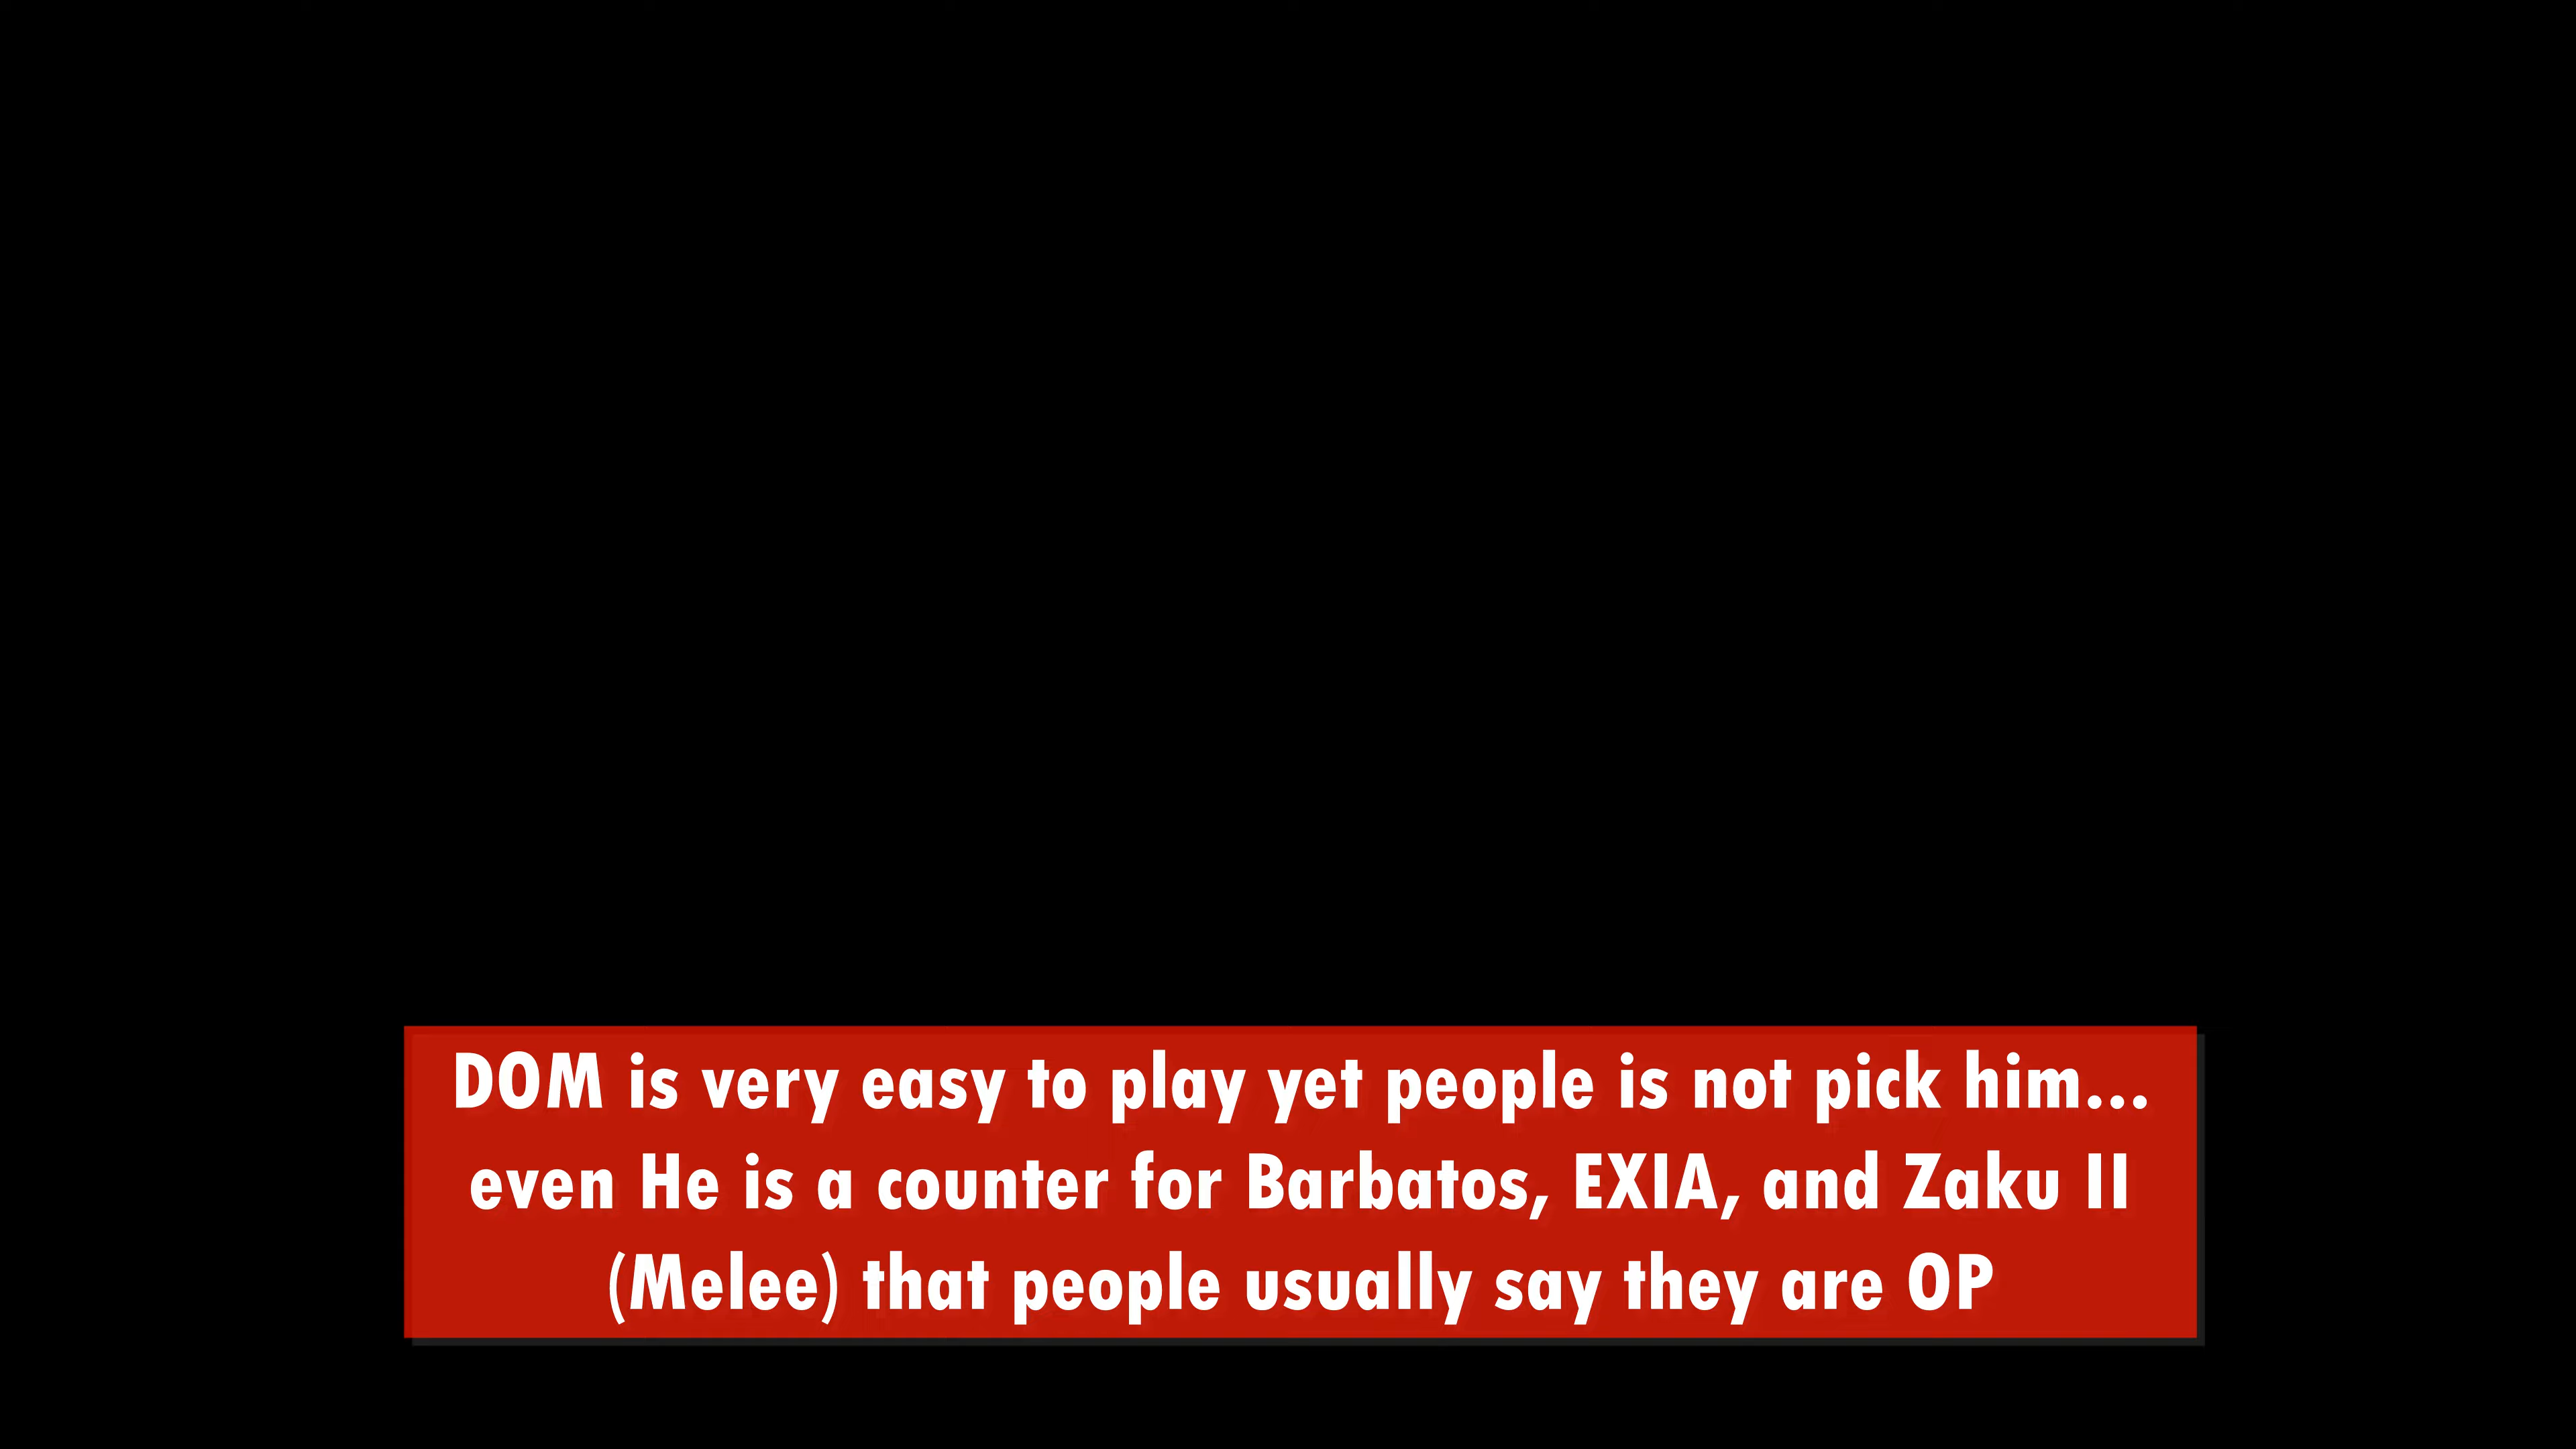 DOM is very easy to play yet people is not pick him...
even He is a counter for Barbatos, EXIA, and Zaku II
(Melee) that people usually say they are OP